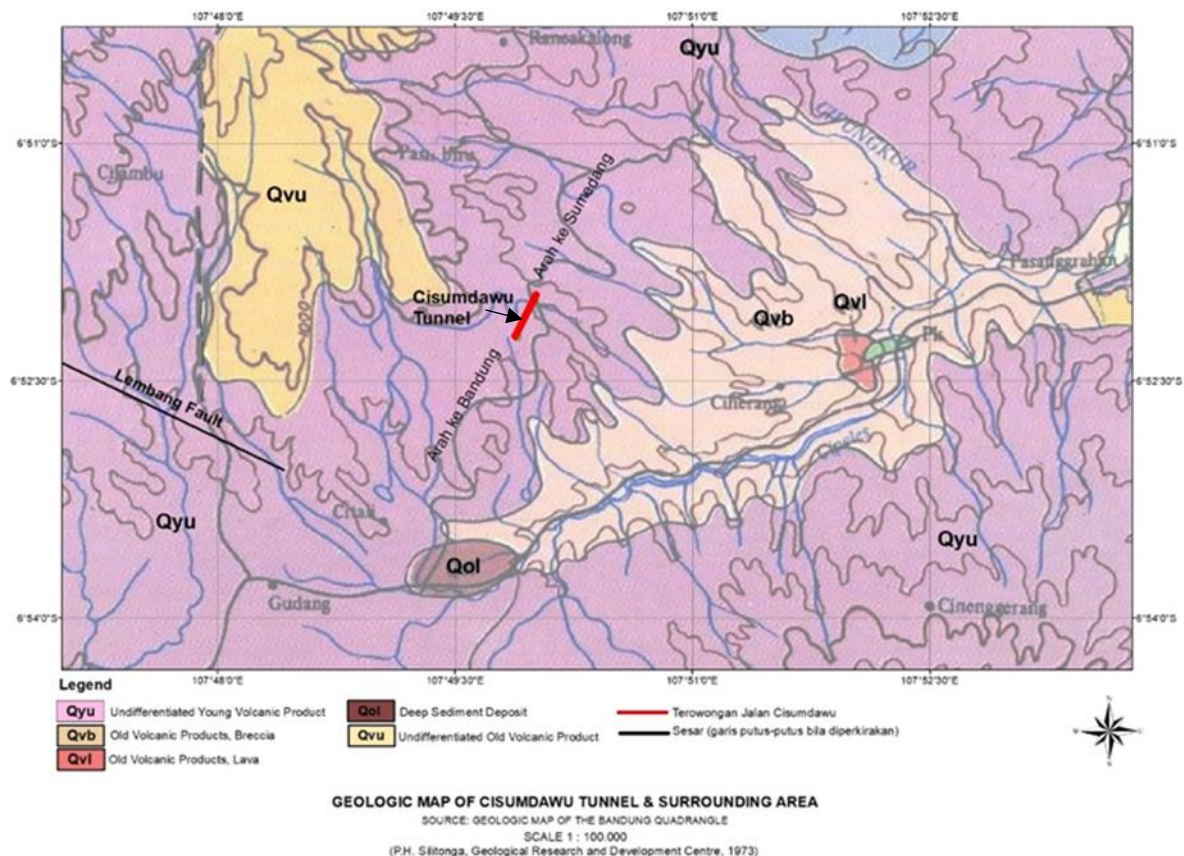 107°48'0"E 107°49'30"E 107°51'0"E 107°52'30"E
Rancakalong
Qyu
CIPUNGKUR
6°51'0"S 6°51'0"S
Pasir biru
Cijambu
Arah ke Sumedang
Qvu
Pasanggrahan
Cisumdawu
Tunnel
1020
Qvb
Qvl
Pk
6°52'30"S 6°52'30"S
Lembang Fault
Arah ke Bandung
Ciherang
Cipeles
Citali
Qyu
Qyu
Qol
Gudang
Cinenggerang
6°54'0"S 6°54'0"S
107°48'0"E 107°49'30"E 107°51'0"E 107°52'30"E
Legend
Qyu Undifferentiated Young Volcanic Product
Qvb Old Volcanic Products, Breccia
Qvl Old Volcanic Products, Lava
Qol Deep Sediment Deposit
Qvu Undifferentiated Old Volcanic Product
Terowongan Jalan Cisumdawu
Sesar (garis putus-putus bila diperkirakan)
N
W E
S
GEOLOGIC MAP OF CISUMDAWU TUNNEL & SURROUNDING AREA
SOURCE: GEOLOGIC MAP OF THE BANDUNG QUADRANGLE
SCALE 1 : 100.000
(P.H. Silitonga, Geological Research and Development Centre, 1973)